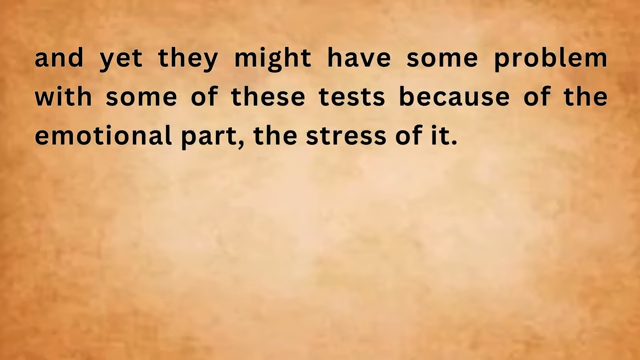 and yet they might have some problem
with some of these tests because of the
emotional part, the stress of it.